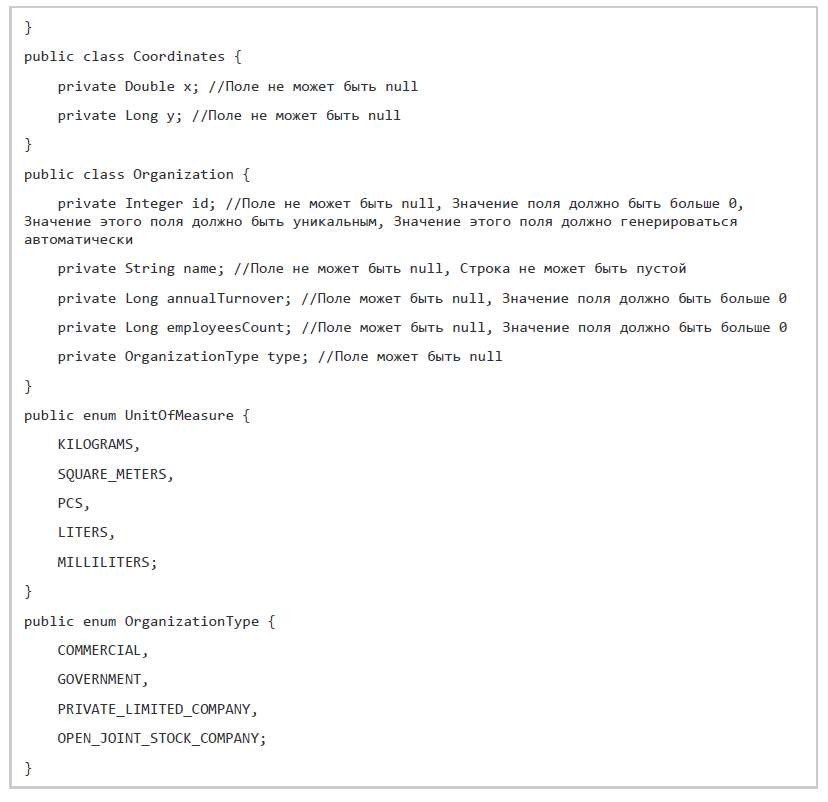 }
public class Coordinates {
    private Double x; //Поле не может быть null
    private Long y; //Поле не может быть null
}
public class Organization {
    private Integer id; //Поле не может быть null, Значение поля должно быть больше 0,
Значение этого поля должно быть уникальным, Значение этого поля должно генерироваться
автоматически
    private String name; //Поле не может быть null, Строка не может быть пустой
    private Long annualTurnover; //Поле может быть null, Значение поля должно быть больше 0
    private Long employeesCount; //Поле может быть null, Значение поля должно быть больше 0
    private OrganizationType type; //Поле может быть null
}
public enum UnitOfMeasure {
    KILOGRAMS,
    SQUARE_METERS,
    PCS,
    LITERS,
    MILLILITERS;
}
public enum OrganizationType {
    COMMERCIAL,
    GOVERNMENT,
    PRIVATE_LIMITED_COMPANY,
    OPEN_JOINT_STOCK_COMPANY;
}